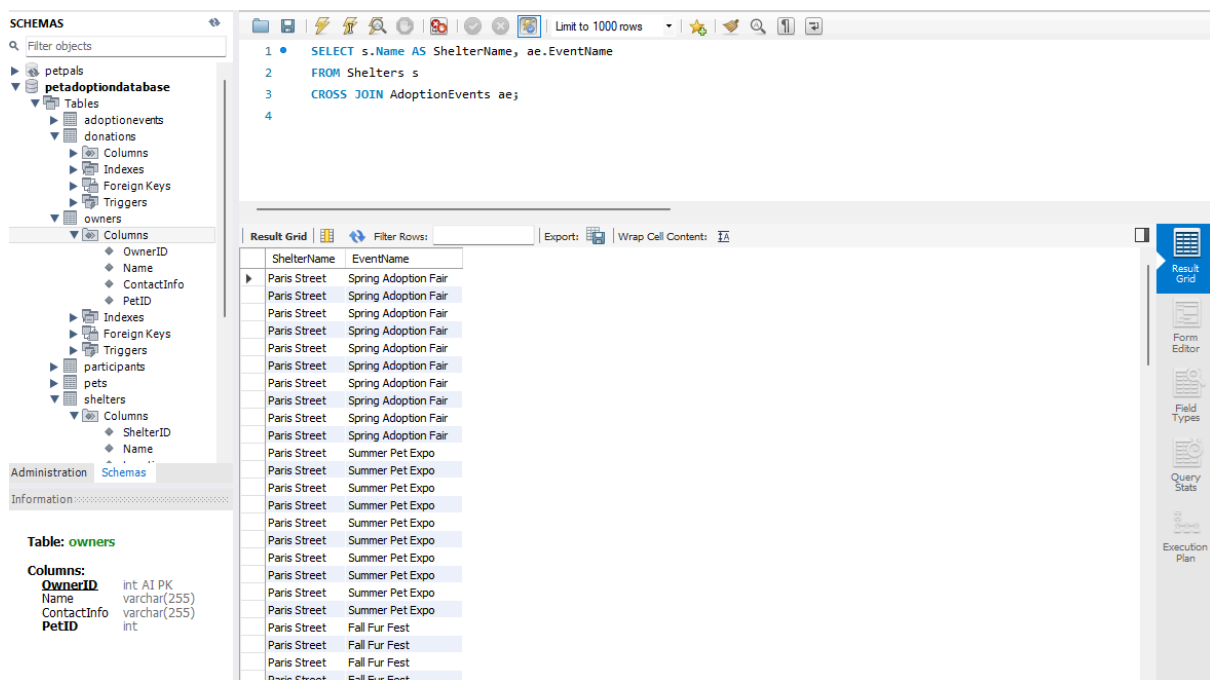 SCHEMAS
Filter objects
petpals
petadoptiondatabase
Tables
adoptionevents
donations
Columns
Indexes
Foreign Keys
Triggers
owners
Columns
OwnerID
Name
ContactInfo
PetID
Indexes
Foreign Keys
Triggers
participants
pets
shelters
Columns
ShelterID
Name
Administration Schemas
Information
Table: owners
Columns:
OwnerID int AI PK
Name varchar(255)
ContactInfo varchar(255)
PetID int
Limit to 1000 rows
1 SELECT s.Name AS ShelterName, ae.EventName
2 FROM Shelters s
3 CROSS JOIN AdoptionEvents ae;
4
Result Grid Filter Rows: Export: Wrap Cell Content:
ShelterName EventName
Paris Street Spring Adoption Fair
Paris Street Spring Adoption Fair
Paris Street Spring Adoption Fair
Paris Street Spring Adoption Fair
Paris Street Spring Adoption Fair
Paris Street Spring Adoption Fair
Paris Street Spring Adoption Fair
Paris Street Spring Adoption Fair
Paris Street Spring Adoption Fair
Paris Street Spring Adoption Fair
Paris Street Summer Pet Expo
Paris Street Summer Pet Expo
Paris Street Summer Pet Expo
Paris Street Summer Pet Expo
Paris Street Summer Pet Expo
Paris Street Summer Pet Expo
Paris Street Summer Pet Expo
Paris Street Summer Pet Expo
Paris Street Summer Pet Expo
Paris Street Summer Pet Expo
Paris Street Fall Fur Fest
Paris Street Fall Fur Fest
Paris Street Fall Fur Fest
Paris Street Fall Fur Fest
Result
Grid
Form
Editor
Field
Types
Query
Stats
Execution
Plan